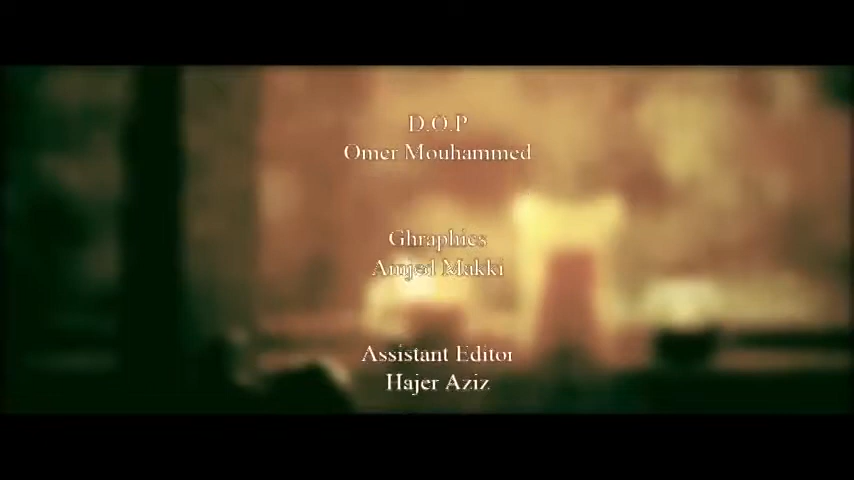 D.O.P
Omer Mouhammed
Ghraphics
Amjed Makki
Assistant Editor
Hajer Aziz